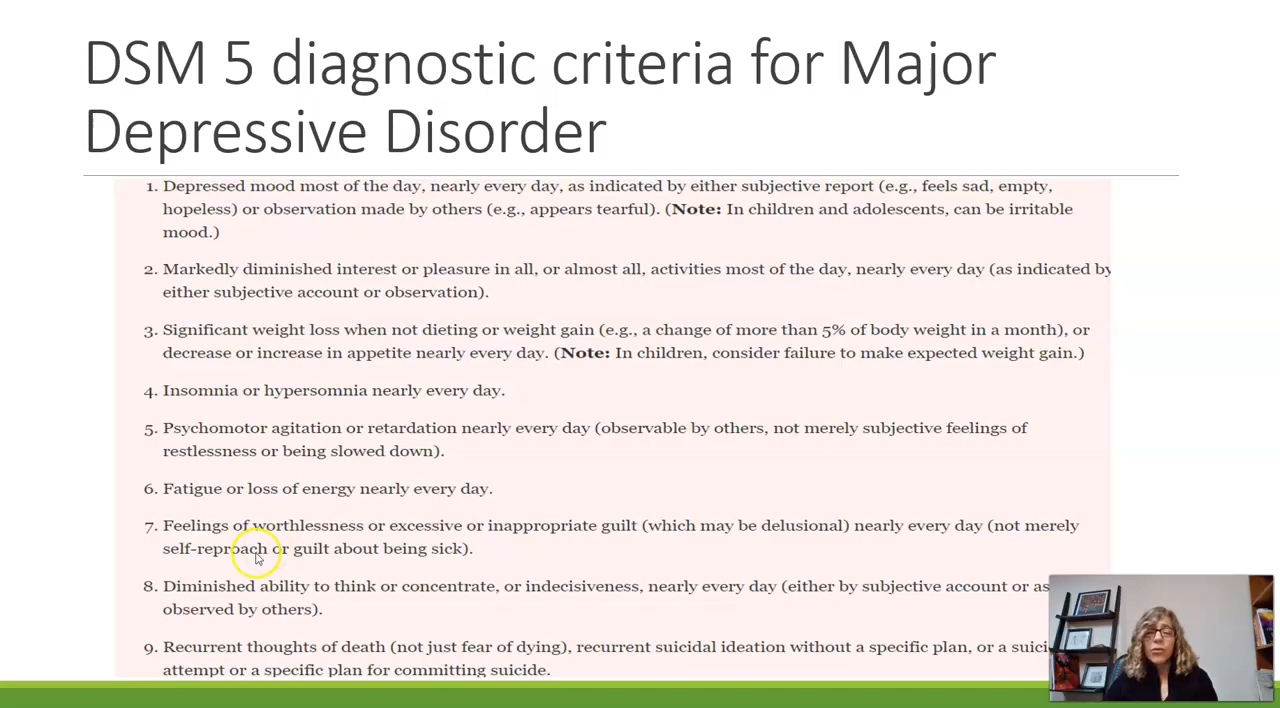 DSM 5 diagnostic criteria for Major
Depressive Disorder
1. Depressed mood most of the day, nearly every day, as indicated by either subjective report (e.g., feels sad, empty,
hopeless) or observation made by others (e.g., appears tearful). (Note: In children and adolescents, can be irritable
mood.)
2. Markedly diminished interest or pleasure in all, or almost all, activities most of the day, nearly every day (as indicated by
either subjective account or observation).
3. Significant weight loss when not dieting or weight gain (e.g., a change of more than 5% of body weight in a month), or
decrease or increase in appetite nearly every day. (Note: In children, consider failure to make expected weight gain.)
4. Insomnia or hypersomnia nearly every day.
5. Psychomotor agitation or retardation nearly every day (observable by others, not merely subjective feelings of
restlessness or being slowed down).
6. Fatigue or loss of energy nearly every day.
7. Feelings of worthlessness or excessive or inappropriate guilt (which may be delusional) nearly every day (not merely
self-reproach or guilt about being sick).
8. Diminished ability to think or concentrate, or indecisiveness, nearly every day (either by subjective account or as
observed by others).
9. Recurrent thoughts of death (not just fear of dying), recurrent suicidal ideation without a specific plan, or a
attempt or a specific plan for committing suicide.